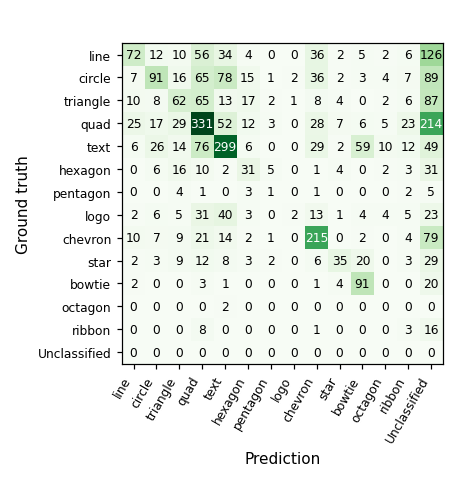 line 72 12 10 56 34 4 0 0 36 2 5 2 6 126
circle 7 91 16 65 78 15 1 2 36 2 3 4 7 89
triangle 10 8 62 65 13 17 2 1 8 4 0 2 6 87
quad 25 17 29 331 52 12 3 0 28 7 6 5 23 214
text 6 26 14 76 299 6 0 0 29 2 59 10 12 49
hexagon 0 6 16 10 2 31 5 0 1 4 0 2 3 31
pentagon 0 0 4 1 0 3 1 0 1 0 0 0 2 5
logo 2 6 5 31 40 3 0 2 13 1 4 4 5 23
chevron 10 7 9 21 14 2 1 0 215 0 2 0 4 79
star 2 3 9 12 8 3 2 0 6 35 20 0 3 29
bowtie 2 0 0 3 1 0 0 0 1 4 91 0 0 20
octagon 0 0 0 0 2 0 0 0 0 0 0 0 0 0
ribbon 0 0 0 8 0 0 0 0 1 0 0 0 3 16
Unclassified 0 0 0 0 0 0 0 0 0 0 0 0 0 0
line circle triangle quad text hexagon pentagon logo chevron star bowtie octagon ribbon Unclassified
Prediction
Ground truth